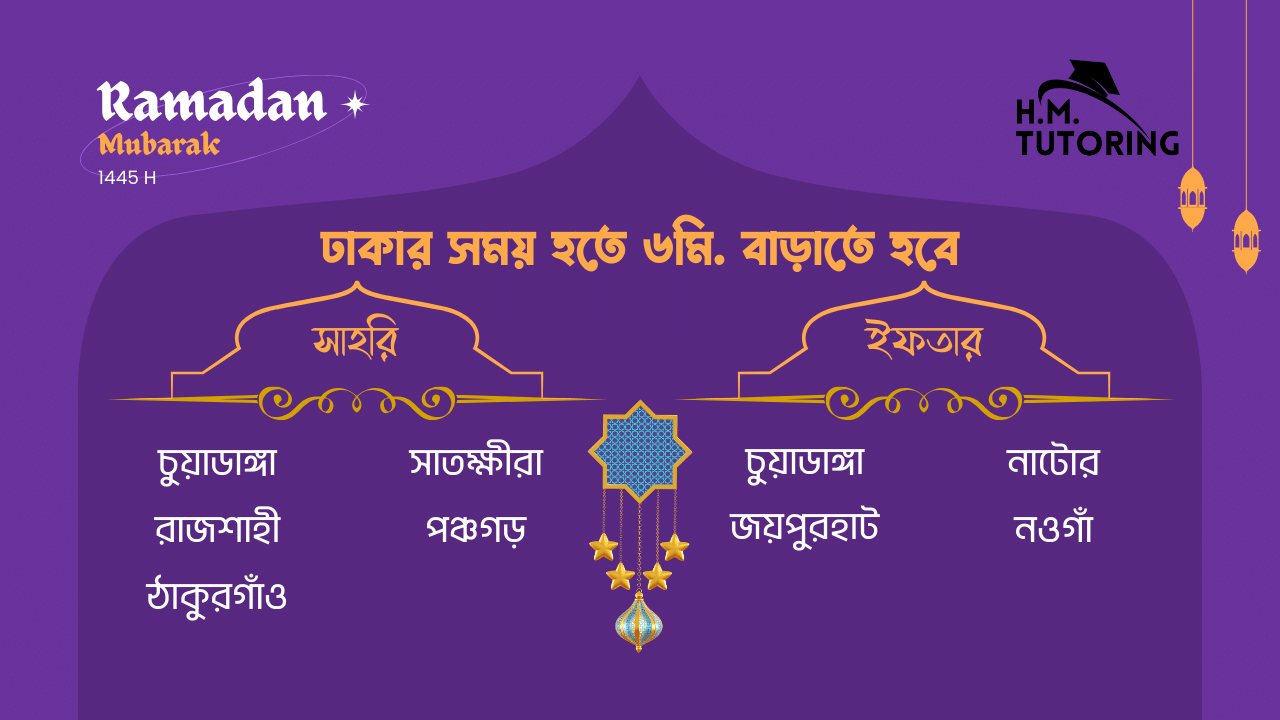 Ramadan
Mubarak
1445 H
H.M.
TUTORING
ঢাকার সময় হতে ৬মি. বাড়াতে হবে
সাহরি
চুয়াডাঙ্গা সাতক্ষীরা
রাজশাহী পঞ্চগড়
ঠাকুরগাঁও
ইফতার
চুয়াডাঙ্গা নাটোর
জয়পুরহাট নওগাঁ